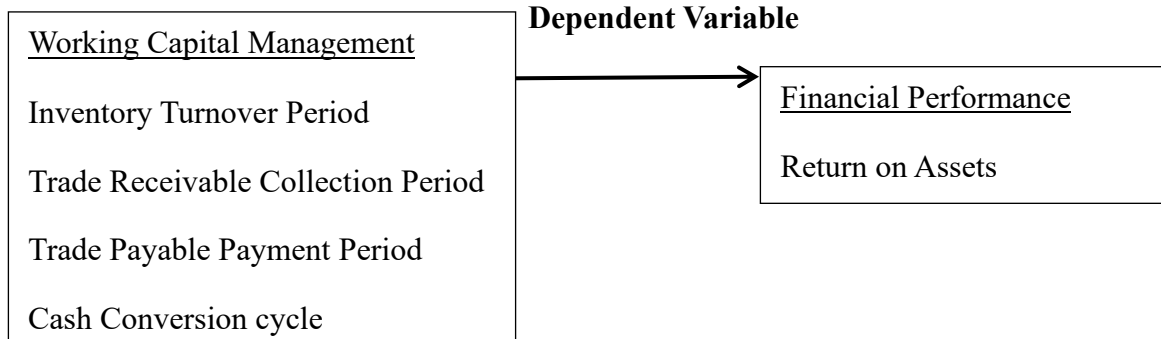 Dependent Variable
Working Capital Management
Inventory Turnover Period
Trade Receivable Collection Period
Trade Payable Payment Period
Cash Conversion cycle
Financial Performance
Return on Assets